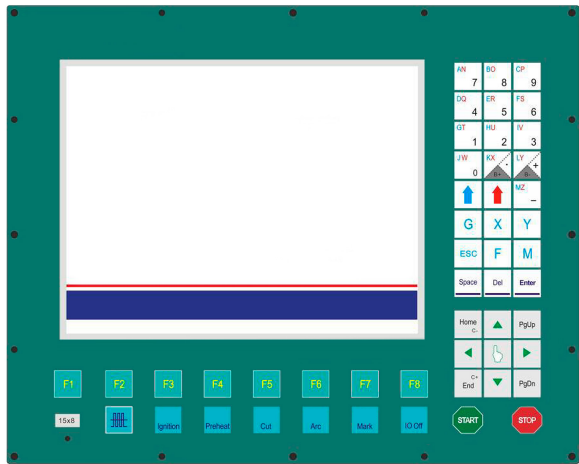 AN 7 BO 8 CP 9
DQ 4 ER 5 FS 6
GT 1 HU 2 IV 3
JW 0 KX . B+ LY + B-
MZ –
G X Y
ESC F M
Space Del Enter
Home C- PgUp
C+ End PgDn
F1 F2 F3 F4 F5 F6 F7 F8
15x8 Ignition Preheat Cut Arc Mark IO Off START STOP